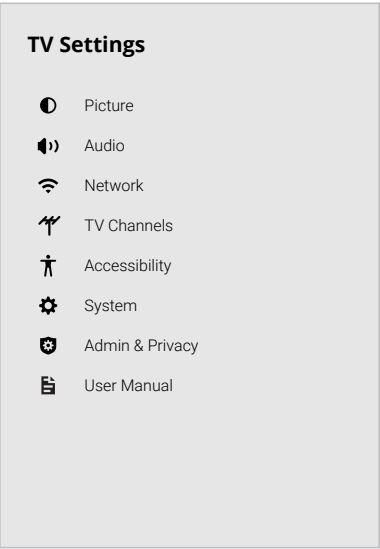 TV Settings
Picture
Audio
Network
TV Channels
Accessibility
System
Admin & Privacy
User Manual